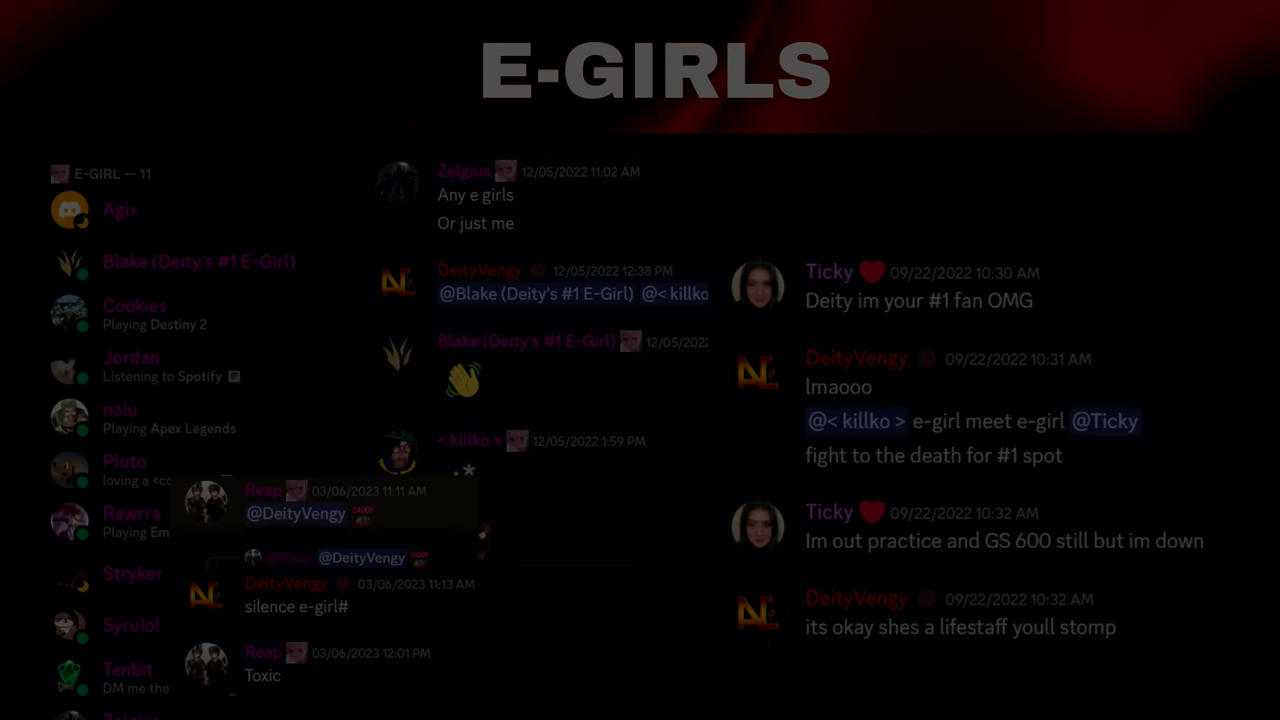 E-GIRLS
E-GIRL — 11
Agix
Blake (Deity's #1 E-Girl)
Cookies
Playing Destiny 2
Jordan
Listening to Spotify
nalu
Playing Apex Legends
Pluto
loving a <co
Rawrra
Playing Em
Stryker
Syrulol
Tenbit
DM me the
Zelgius
Zelgius 12/05/2022 11:02 AM
Any e girls
Or just me
DeityVengy 12/05/2022 12:38 PM
@Blake (Deity's #1 E-Girl) @< killko
Blake (Deity's #1 E-Girl) 12/05/2022
< killko > 12/05/2022 1:59 PM
Reap 03/06/2023 11:11 AM
@DeityVengy DADDY
@DeityVengy
DeityVengy 03/06/2023 11:13 AM
silence e-girl#
Reap 03/06/2023 12:01 PM
Toxic
Ticky 09/22/2022 10:30 AM
Deity im your #1 fan OMG
DeityVengy 09/22/2022 10:31 AM
lmaooo
@< killko > e-girl meet e-girl @Ticky
fight to the death for #1 spot
Ticky 09/22/2022 10:32 AM
Im out practice and GS 600 still but im down
DeityVengy 09/22/2022 10:32 AM
its okay shes a lifestaff youll stomp